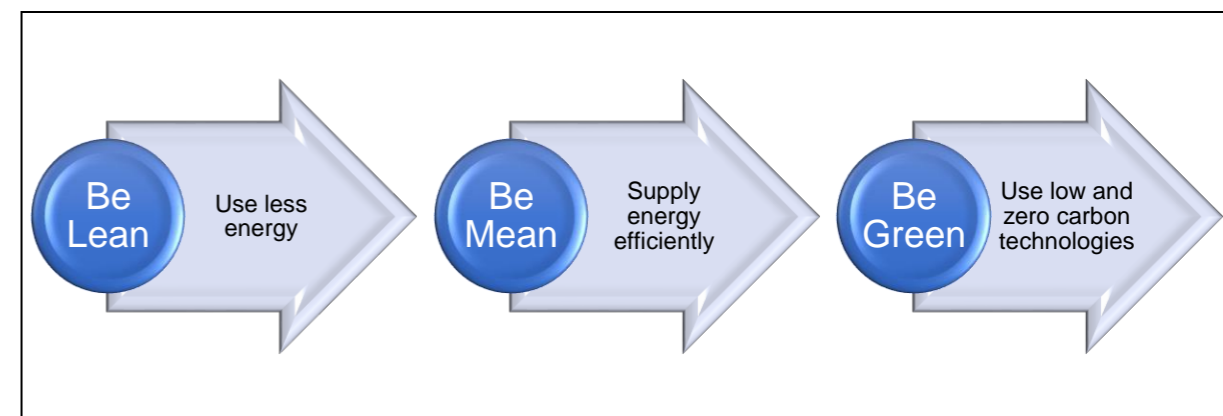 Be
Lean
Use less
energy
Be
Mean
Supply
energy
efficiently
Be
Green
Use low and
zero carbon
technologies